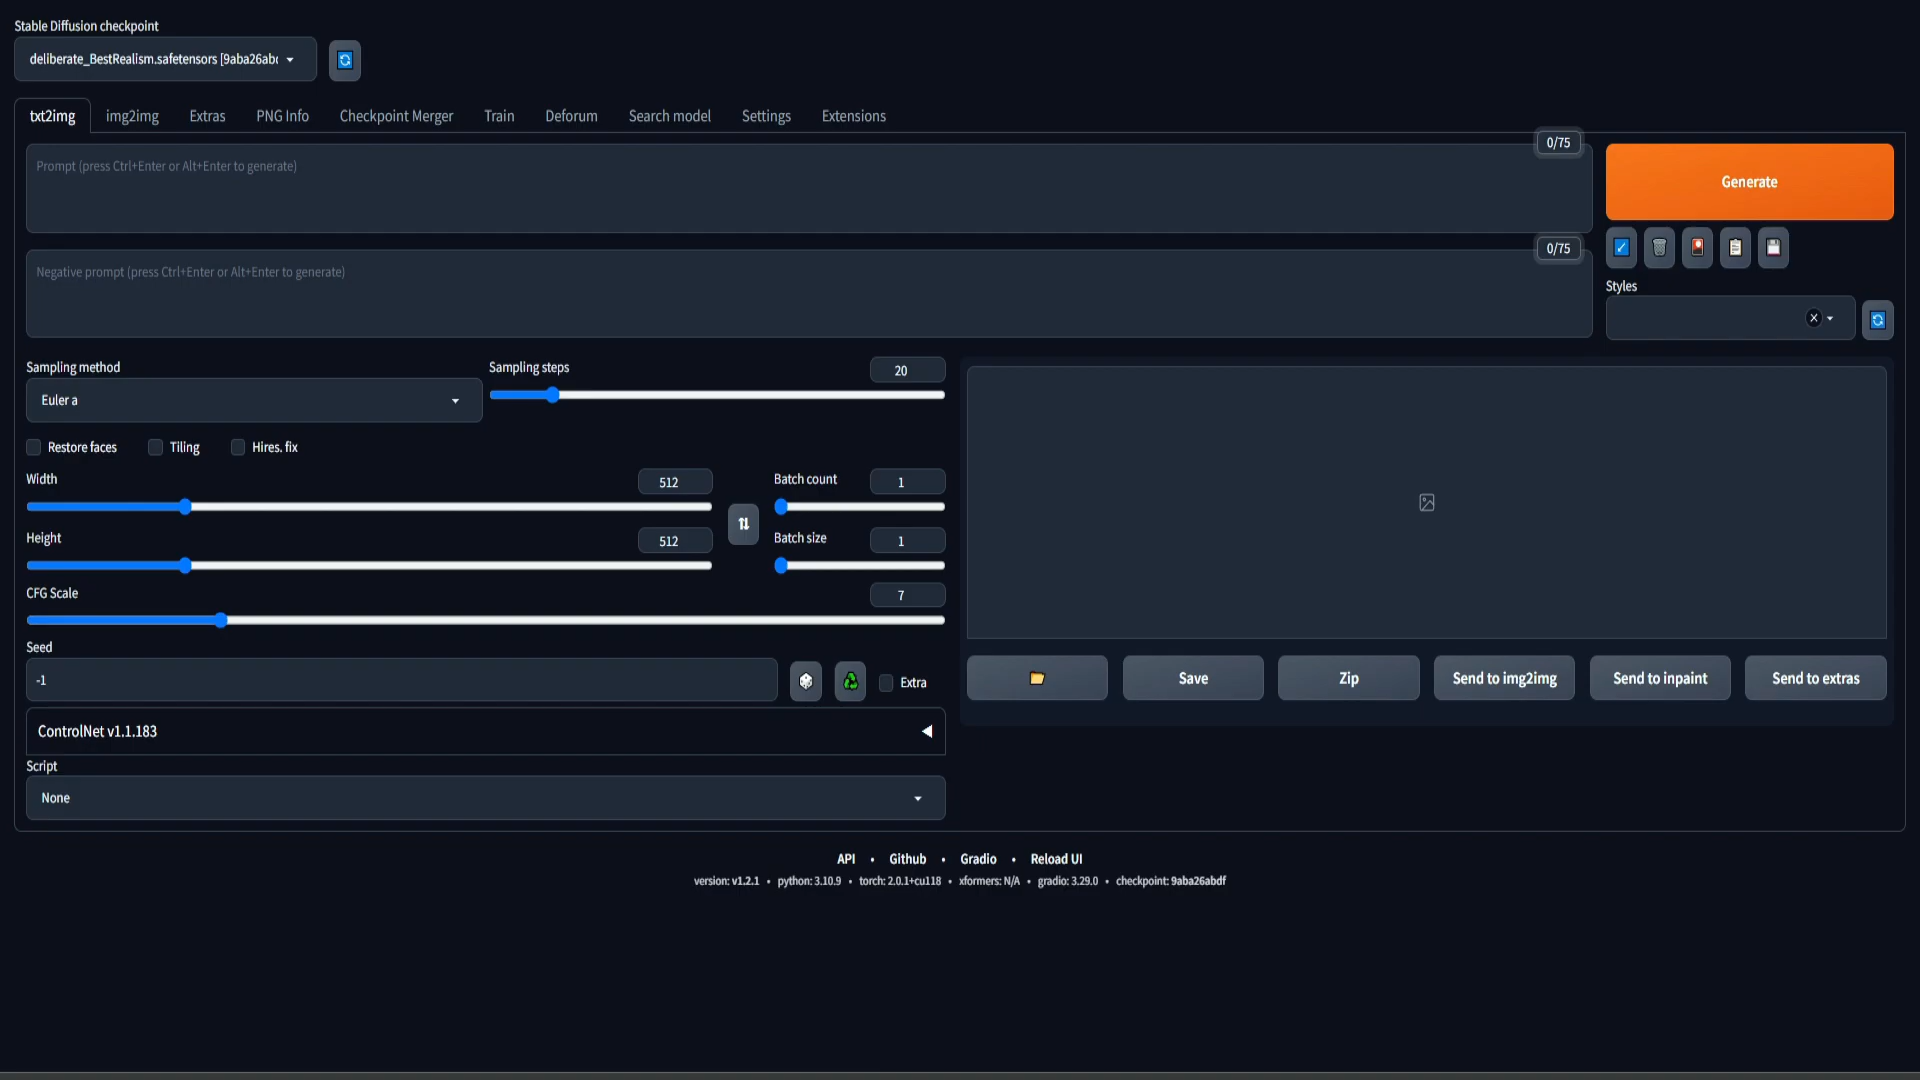 Stable Diffusion checkpoint
deliberate_BestRealism.safetensors [9aba26abc
txt2img img2img Extras PNG Info Checkpoint Merger Train Deforum Search model Settings Extensions
0/75
Prompt (press Ctrl+Enter or Alt+Enter to generate)
Generate
0/75
Negative prompt (press Ctrl+Enter or Alt+Enter to generate)
Styles
X
Sampling method
Euler a
Sampling steps
20
Restore faces Tiling Hires. fix
Width
512
Batch count
1
Height
512
Batch size
1
CFG Scale
7
Seed
-1
Extra
Save Zip Send to img2img Send to inpaint Send to extras
ControlNet v1.1.183
Script
None
API • Github • Gradio • Reload UI
version: v1.2.1 • python: 3.10.9 • torch: 2.0.1+cu118 • xformers: N/A • gradio: 3.29.0 • checkpoint: 9aba26abdf